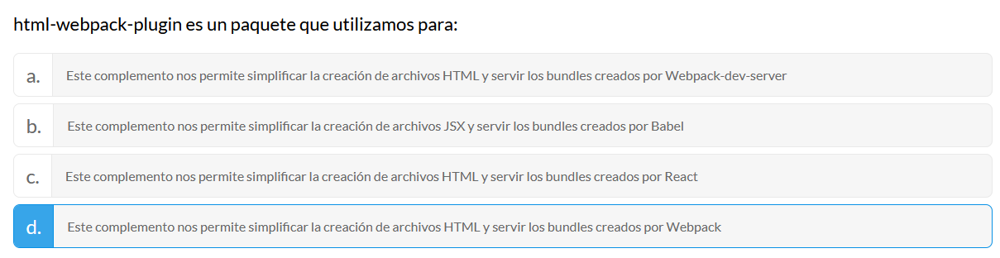 html-webpack-plugin es un paquete que utilizamos para:
a. Este complemento nos permite simplificar la creación de archivos HTML y servir los bundles creados por Webpack-dev-server
b. Este complemento nos permite simplificar la creación de archivos JSX y servir los bundles creados por Babel
c. Este complemento nos permite simplificar la creación de archivos HTML y servir los bundles creados por React
d. Este complemento nos permite simplificar la creación de archivos HTML y servir los bundles creados por Webpack